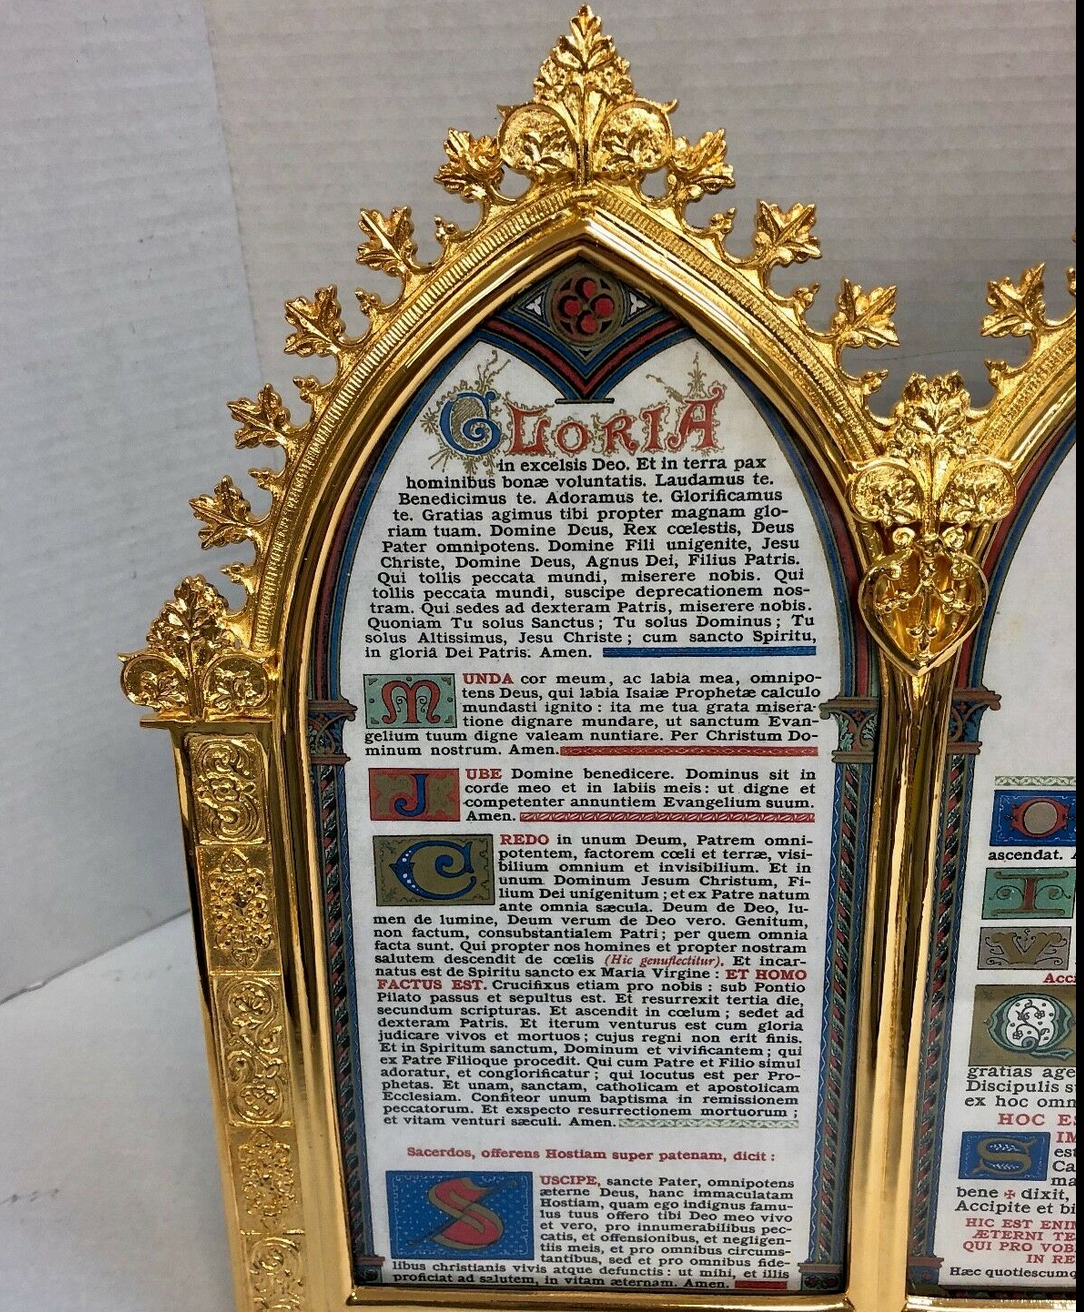 GLORIA
in excelsis Deo. Et in terra pax
hominibus bonæ voluntatis. Laudamus te.
Benedicimus te. Adoramus te. Glorificamus
te. Gratias agimus tibi propter magnam glo-
riam tuam. Domine Deus, Rex cœlestis, Deus
Pater omnipotens. Domine Fili unigenite, Jesu
Christe, Domine Deus, Agnus Dei, Filius Patris.
Qui tollis peccata mundi, miserere nobis. Qui
tollis peccata mundi, suscipe deprecationem nos-
tram. Qui sedes ad dexteram Patris, miserere nobis.
Quoniam Tu solus Sanctus; Tu solus Dominus; Tu
solus Altissimus, Jesu Christe; cum sancto Spiritu,
in gloriâ Dei Patris. Amen.
MUNDA cor meum, ac labia mea, omnipo-
tens Deus, qui labia Isaiæ Prophetæ calculo
mundasti ignito: ita me tua grata misera-
tione dignare mundare, ut sanctum Evan-
gelium tuum digne valeam nuntiare. Per Christum Do-
minum nostrum. Amen.
JUBE Domine benedicere. Dominus sit in
corde meo et in labiis meis: ut digne et
competenter annuntiem Evangelium suum.
Amen.
CREDO in unum Deum, Patrem omni-
potentem, factorem cœli et terræ, visi-
bilium omnium et invisibilium. Et in
unum Dominum Jesum Christum, Fi-
lium Dei unigenitum; et ex Patre natum
ante omnia sæcula. Deum de Deo, lu-
men de lumine, Deum verum de Deo vero. Genitum,
non factum, consubstantialem Patri; per quem omnia
facta sunt. Qui propter nos homines et propter nostram
salutem descendit de cœlis (Hic genuflectitur). Et incar-
natus est de Spiritu sancto ex Maria Virgine: ET HOMO
FACTUS EST. Crucifixus etiam pro nobis: sub Pontio
Pilato passus et sepultus est. Et resurrexit tertia die,
secundum scripturas. Et ascendit in cœlum; sedet ad
dexteram Patris. Et iterum venturus est cum gloria
judicare vivos et mortuos; cujus regni non erit finis.
Et in Spiritum sanctum, Dominum et vivificantem; qui
ex Patre Filioque procedit. Qui cum Patre et Filio simul
adoratur, et conglorificatur; qui locutus est per Pro-
phetas. Et unam, sanctam, catholicam et apostolicam
Ecclesiam. Confiteor unum baptisma in remissionem
peccatorum. Et exspecto resurrectionem mortuorum;
et vitam venturi sæculi. Amen.
Sacerdos, offerens Hostiam super patenam, dicit:
SUSCIPE, sancte Pater, omnipotens
æterne Deus, hanc immaculatam
Hostiam, quam ego indignus famu-
lus tuus offero tibi Deo meo vivo
et vero, pro innumerabilibus pec-
catis, et offensionibus, et negligen-
tiis meis, et pro omnibus circums-
tantibus, sed et pro omnibus fide-
libus christianis vivis atque defunctis: ut mihi, et illis
proficiat ad salutem, in vitam æternam. Amen.
O
ascendat.
T
V
Acci
Q
gratias age
Discipulis s
ex hoc omn
HOC ES
S
IM
est
Ca
ma
bene ✠ dixit,
Accipite et bi
HIC EST ENIM
ÆTERNI TE
QUI PRO VOB
IN RE
Hæc quotiescumq